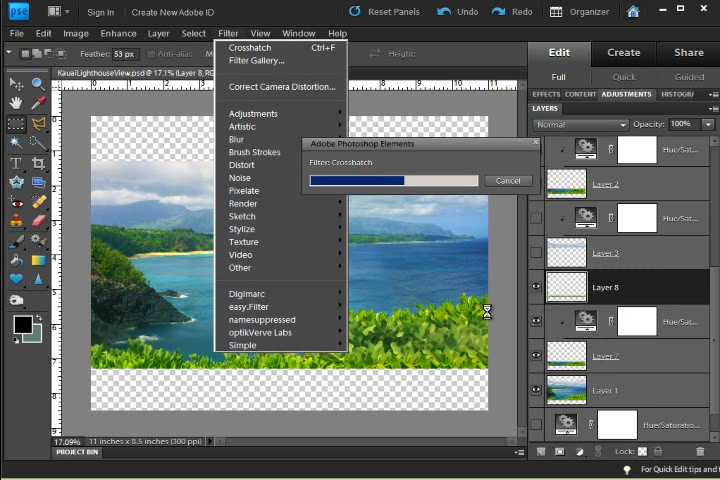 pse
Sign In
Create New Adobe ID
Reset Panels
Undo
Redo
Organizer
File Edit Image Enhance Layer Select Filter View Window Help
Feather: 53 px
Anti-alias
Height:
Edit Create Share
Full Quick Guided
KauaiLighthouseView.psd @ 17.1% (Layer 8, RG
EFFECTS CONTENT ADJUSTMENTS HISTOGR
LAYERS
Normal
Opacity: 100%
Crosshatch Ctrl+F
Filter Gallery...
Correct Camera Distortion...
Adjustments
Artistic
Blur
Brush Strokes
Distort
Noise
Pixelate
Render
Sketch
Stylize
Texture
Video
Other
Digimarc
easy.Filter
namesuppressed
optikVerve Labs
Simple
Adobe Photoshop Elements
Filter: Crosshatch
Cancel
Hue/Sat...
Layer 2
Hue/Sat...
Layer 3
Layer 8
Hue/Sat...
Layer 7
Layer 1
Hue/Saturatio...
Lock:
17.09% 11 inches x 8.5 inches (300 ppi)
PROJECT BIN
For Quick Edit tips and